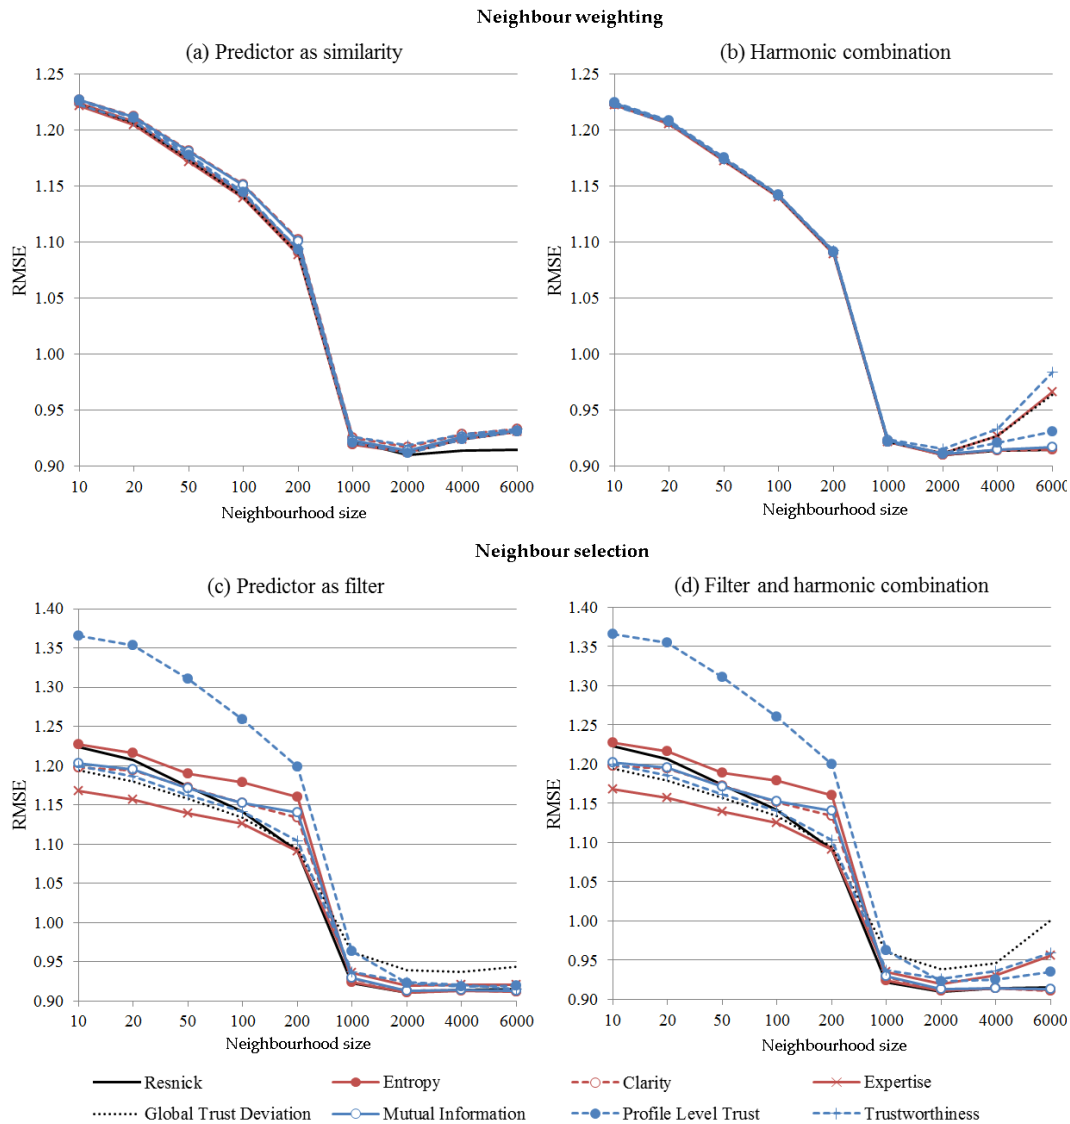 Neighbour weighting
(a) Predictor as similarity
(b) Harmonic combination
1.25
1.20
1.15
1.10
1.05
1.00
0.95
0.90
RMSE
10 20 50 100 200 1000 2000 4000 6000
Neighbourhood size
1.25
1.20
1.15
1.10
1.05
1.00
0.95
0.90
RMSE
10 20 50 100 200 1000 2000 4000 6000
Neighbourhood size
Neighbour selection
(c) Predictor as filter
(d) Filter and harmonic combination
1.40
1.35
1.30
1.25
1.20
1.15
1.10
1.05
1.00
0.95
0.90
RMSE
10 20 50 100 200 1000 2000 4000 6000
Neighbourhood size
1.40
1.35
1.30
1.25
1.20
1.15
1.10
1.05
1.00
0.95
0.90
RMSE
10 20 50 100 200 1000 2000 4000 6000
Neighbourhood size
Resnick Entropy Clarity Expertise
Global Trust Deviation Mutual Information Profile Level Trust Trustworthiness